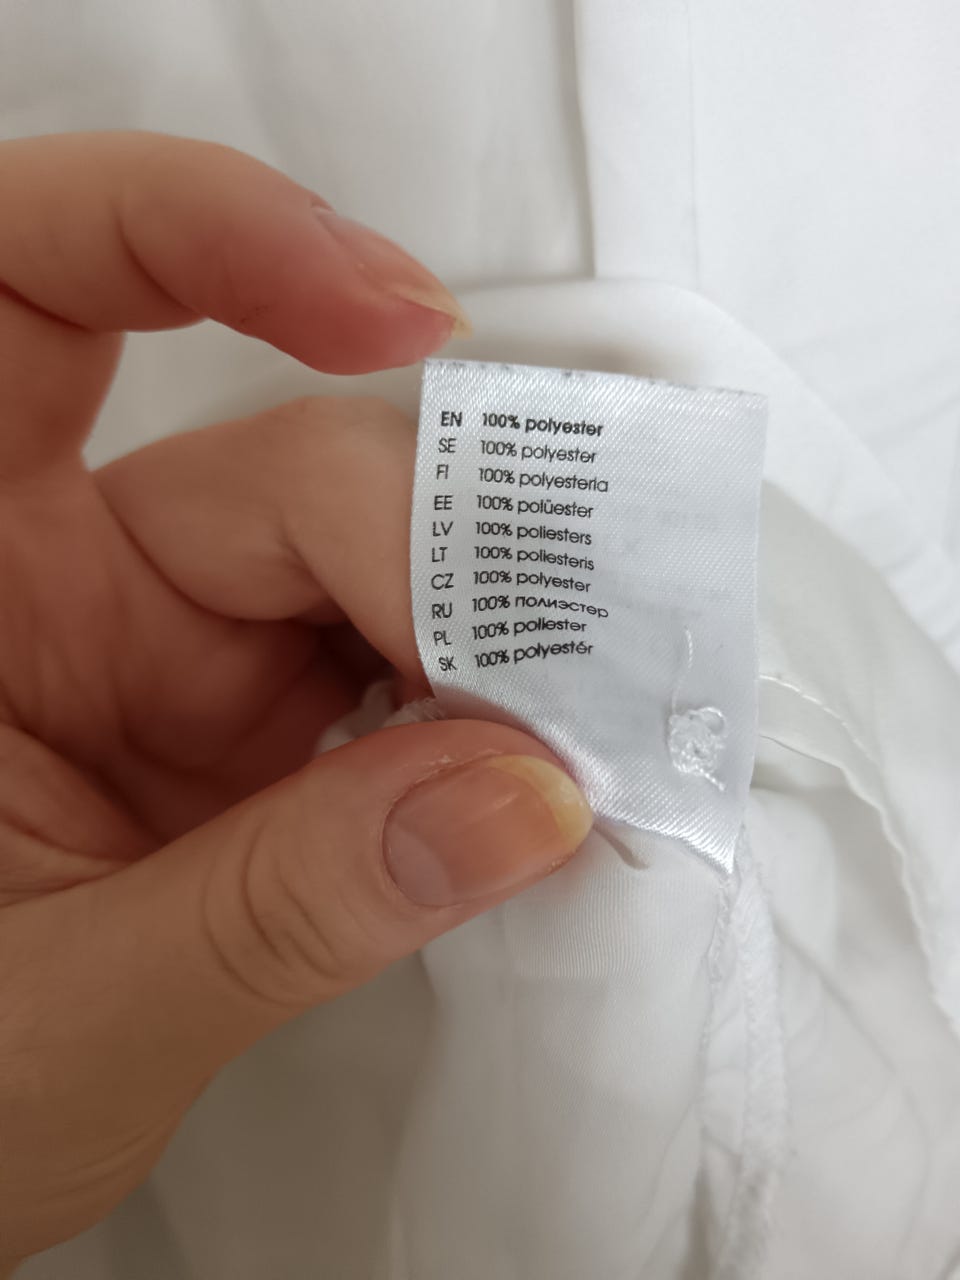 EN 100% polyester
SE 100% polyester
FI 100% polyesteria
EE 100% polüester
LV 100% poliesters
LT 100% poliesteris
CZ 100% polyester
RU 100% полиэстер
PL 100% poliester
SK 100% polyestér